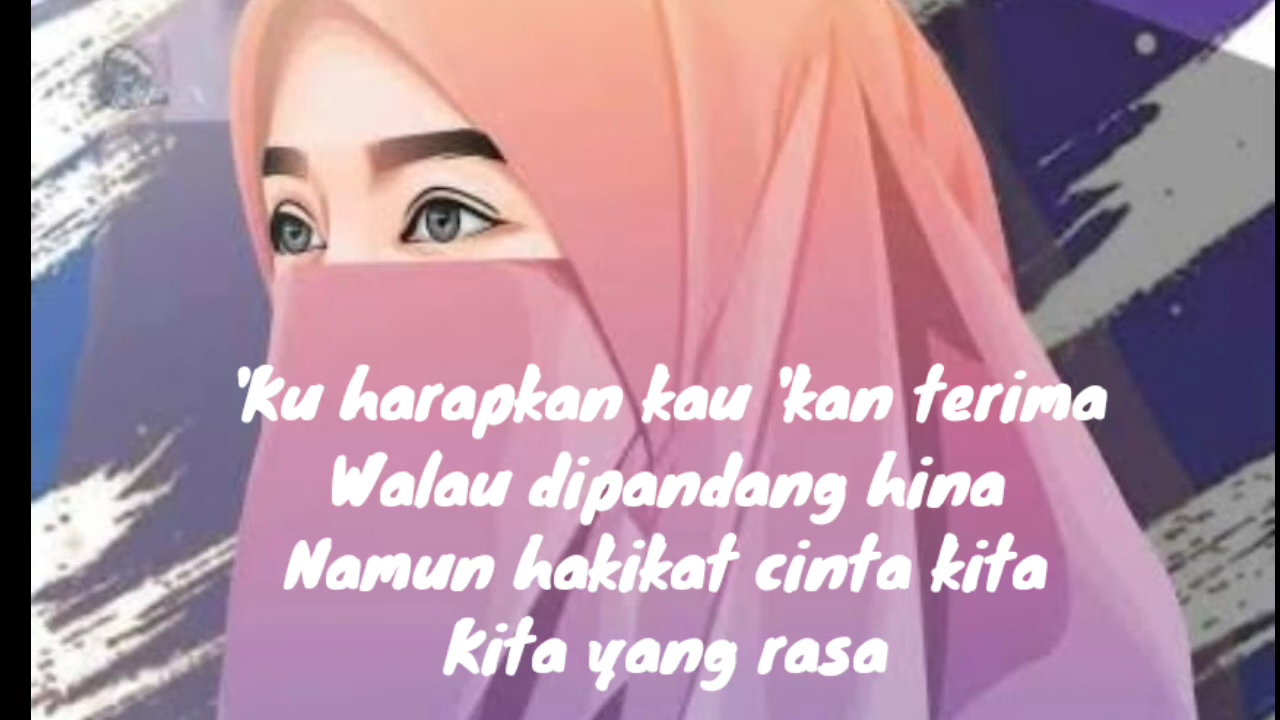 'Ku harapkan kau 'kan terima
Walau dipandang hina
Namun hakikat cinta kita
Kita yang rasa